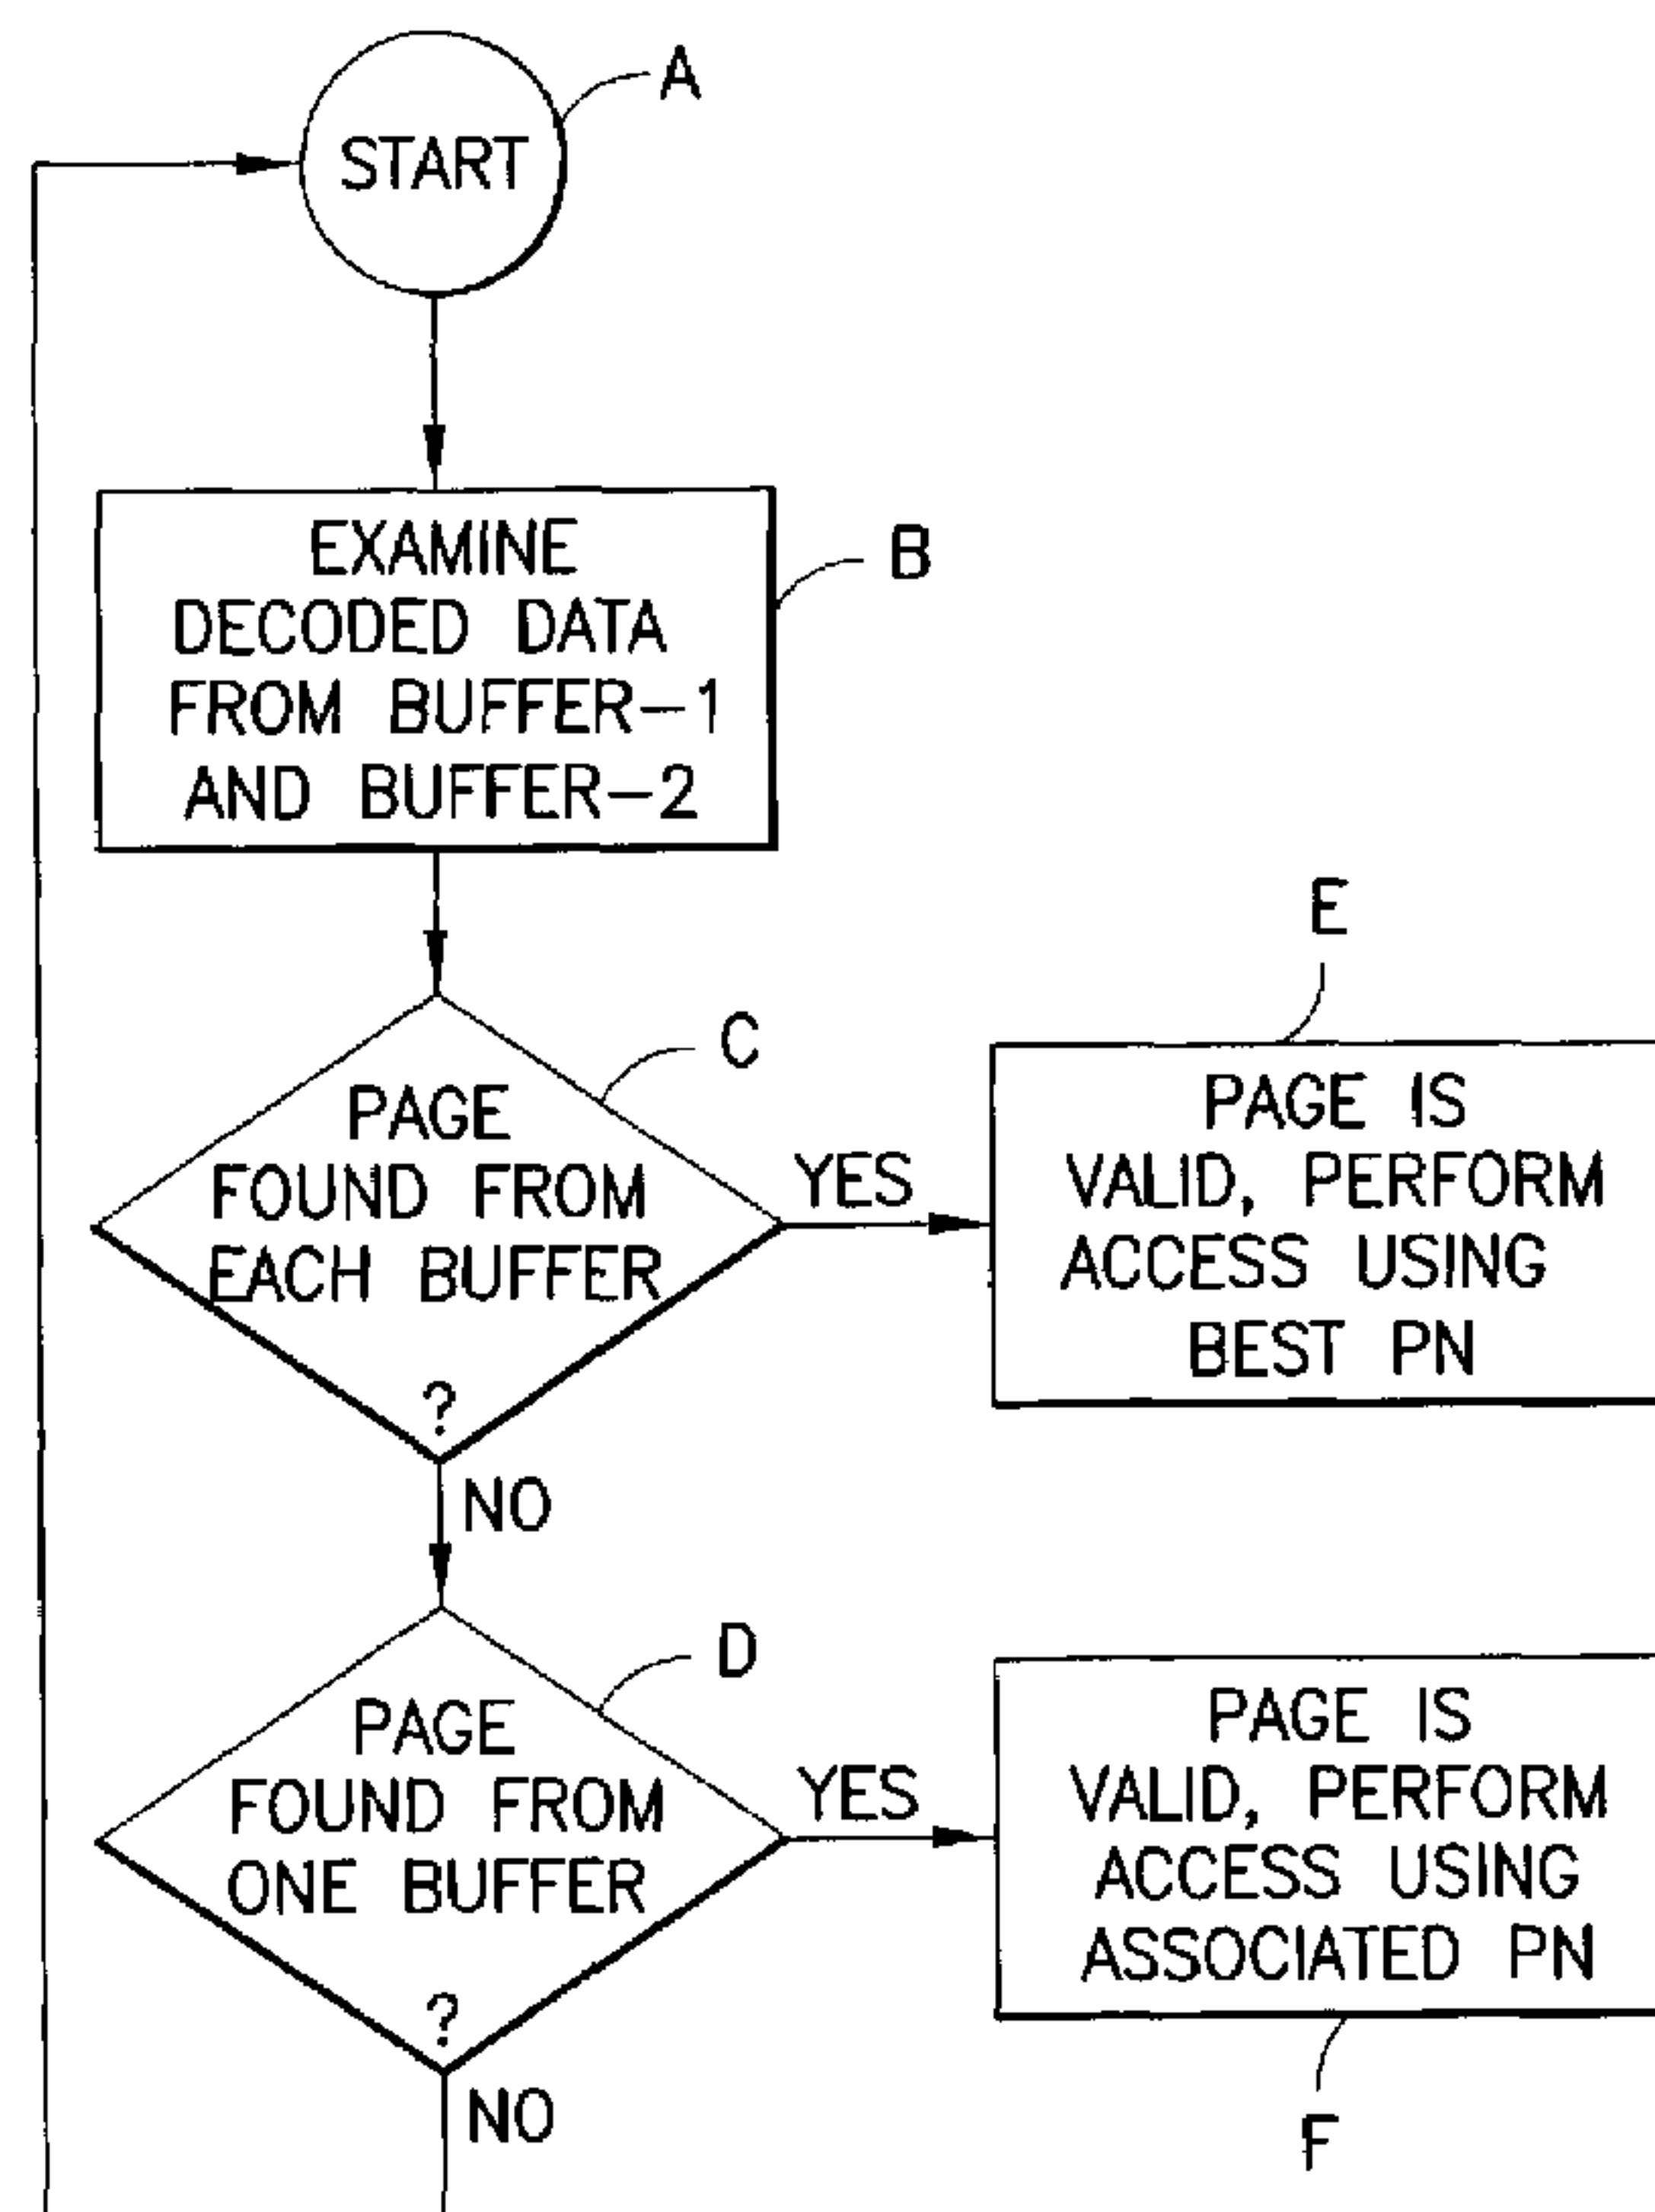 A
START
B
EXAMINE
DECODED DATA
FROM BUFFER-1
AND BUFFER-2
C
PAGE
FOUND FROM
EACH BUFFER
?
YES
NO
E
PAGE IS
VALID, PERFORM
ACCESS USING
BEST PN
D
PAGE
FOUND FROM
ONE BUFFER
?
YES
NO
PAGE IS
VALID, PERFORM
ACCESS USING
ASSOCIATED PN
F